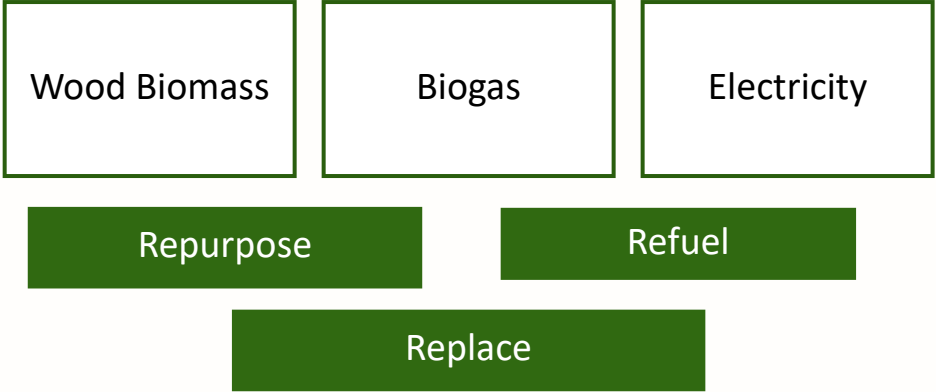 Wood Biomass
Biogas
Electricity
Repurpose
Refuel
Replace